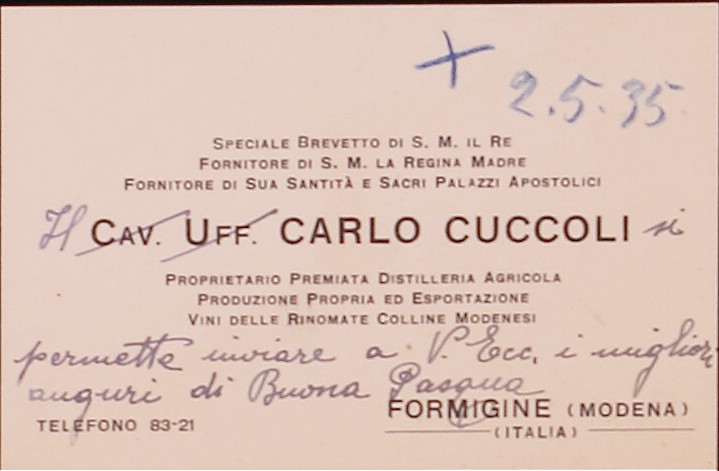 + 2.5.35
SPECIALE BREVETTO DI S. M. IL RE
FORNITORE DI S. M. LA REGINA MADRE
FORNITORE DI SUA SANTITÀ E SACRI PALAZZI APOSTOLICI
Il CAV. UFF. CARLO CUCCOLI si
PROPRIETARIO PREMIATA DISTILLERIA AGRICOLA
PRODUZIONE PROPRIA ED ESPORTAZIONE
VINI DELLE RINOMATE COLLINE MODENESI
permette inviare a V. Ecc. i migliori
auguri di Buona Pasqua
FORMIGINE (MODENA)
TELEFONO 83-21
(ITALIA)